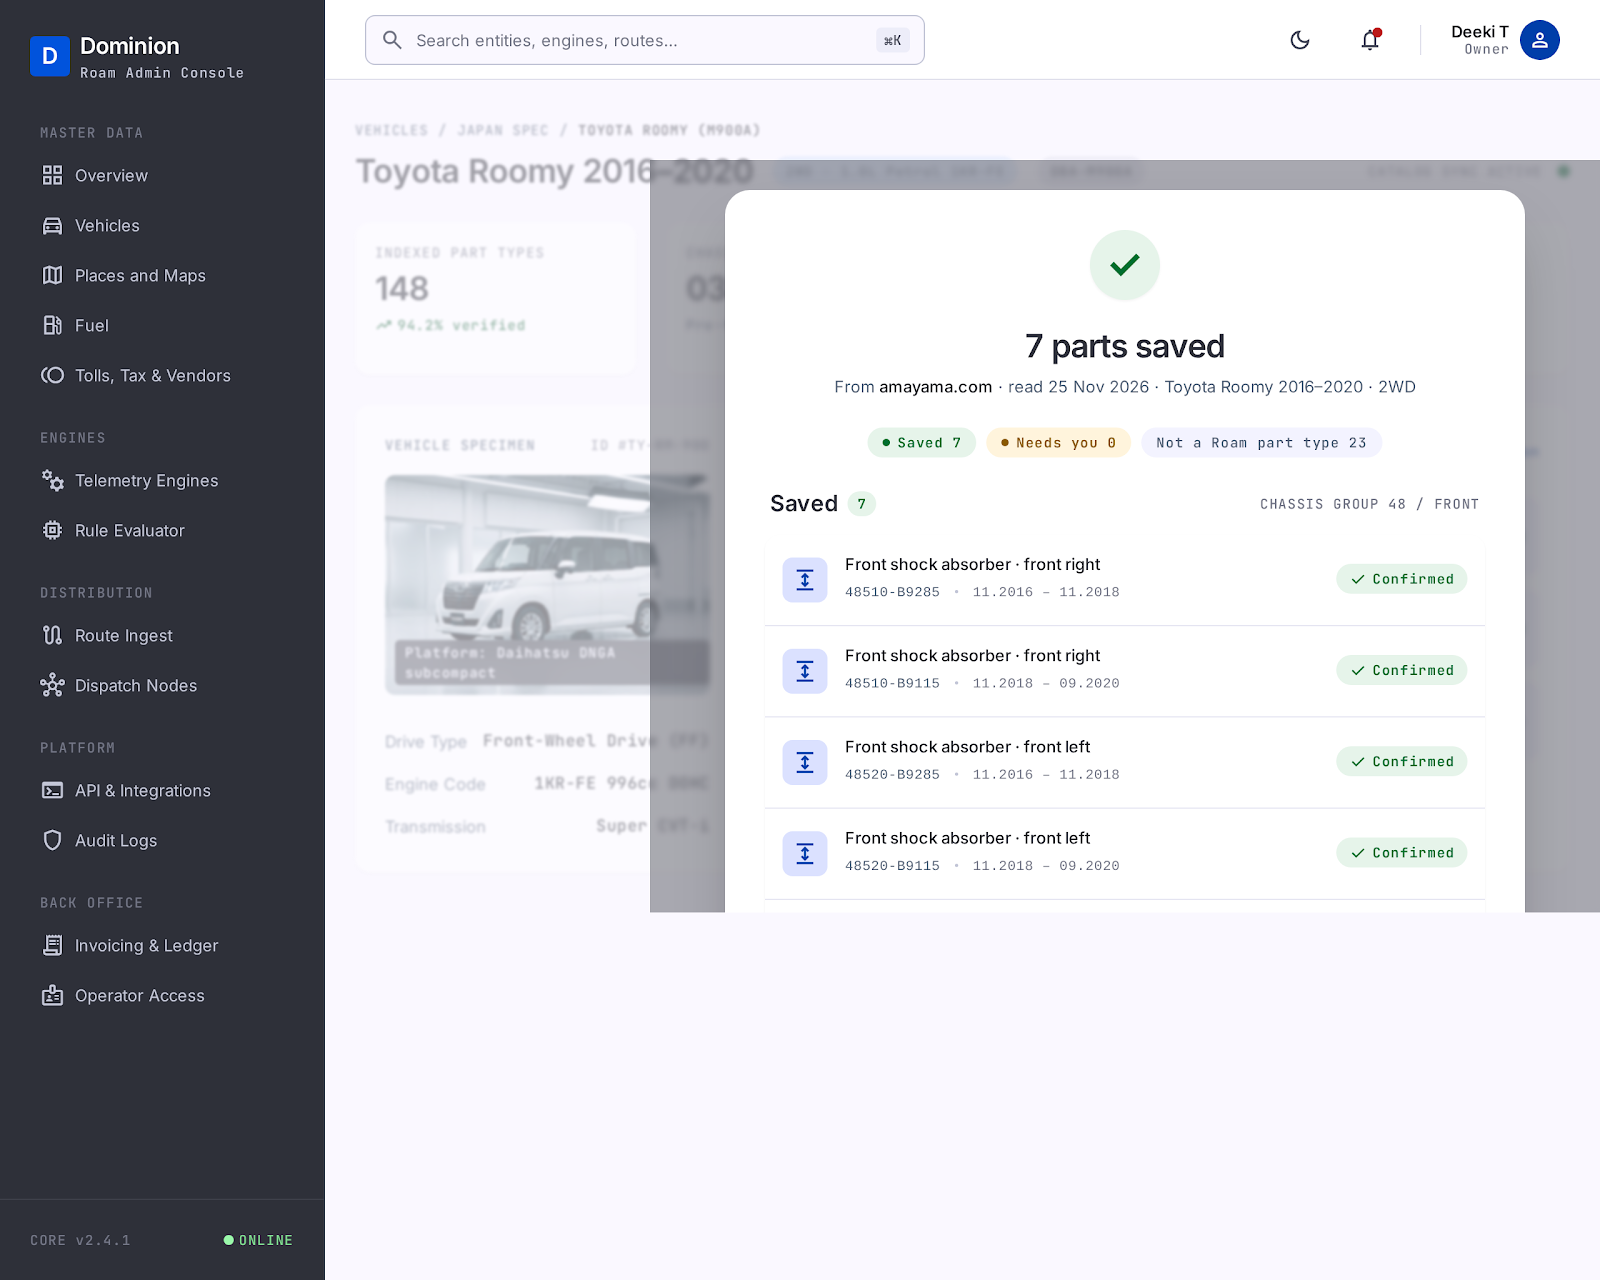 D
Dominion
Roam Admin Console
MASTER DATA
Overview
Vehicles
Places and Maps
Fuel
Tolls, Tax & Vendors
ENGINES
Telemetry Engines
Rule Evaluator
DISTRIBUTION
Route Ingest
Dispatch Nodes
PLATFORM
API & Integrations
Audit Logs
BACK OFFICE
Invoicing & Ledger
Operator Access
CORE v2.4.1
ONLINE
Search entities, engines, routes...
⌘K
Deeki T
Owner
VEHICLES / JAPAN SPEC / TOYOTA ROOMY (M900A)
Toyota Roomy 2016–2020
INDEXED PART TYPES
148
94.2% verified
03
VEHICLE SPECIMEN
Platform: Daihatsu DNGA
subcompact
Drive Type Front-Wheel Drive (FF)
Engine Code 1KR-FE 996cc
Transmission Super
7 parts saved
From amayama.com · read 25 Nov 2026 · Toyota Roomy 2016–2020 · 2WD
Saved 7
Needs you 0
Not a Roam part type 23
Saved 7
CHASSIS GROUP 48 / FRONT
Front shock absorber · front right
48510-B9285 • 11.2016 – 11.2018
Confirmed
Front shock absorber · front right
48510-B9115 • 11.2018 – 09.2020
Confirmed
Front shock absorber · front left
48520-B9285 • 11.2016 – 11.2018
Confirmed
Front shock absorber · front left
48520-B9115 • 11.2018 – 09.2020
Confirmed